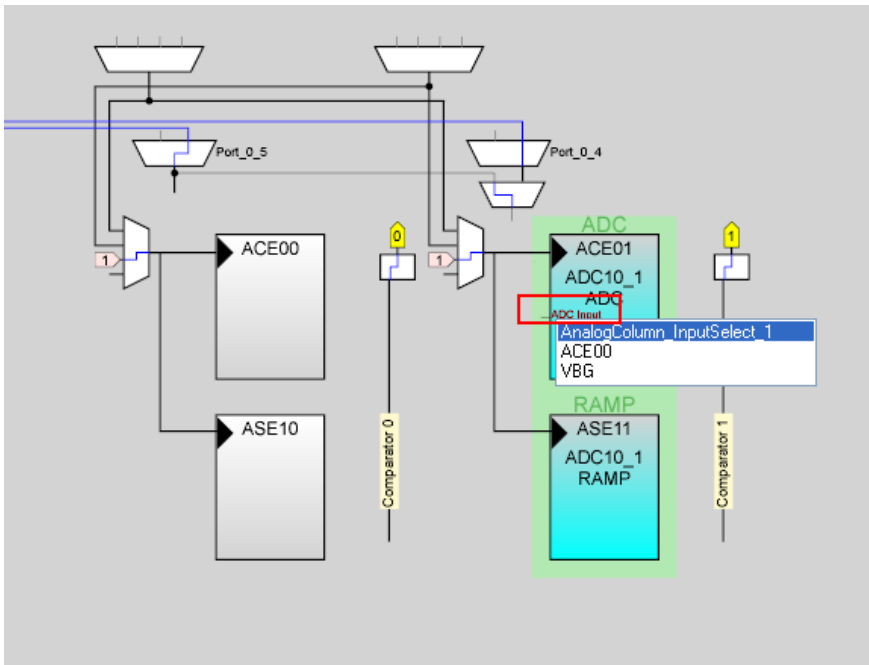 Port_0_5
Port_0_4
ADC
0
1
ACE00
ACE01
1
1
ADC10_1
ADC
ADC Input
AnalogColumn_InputSelect_1
ACE00
VBG
RAMP
ASE10
ASE11
ADC10_1
RAMP
Comparator 0
Comparator 1